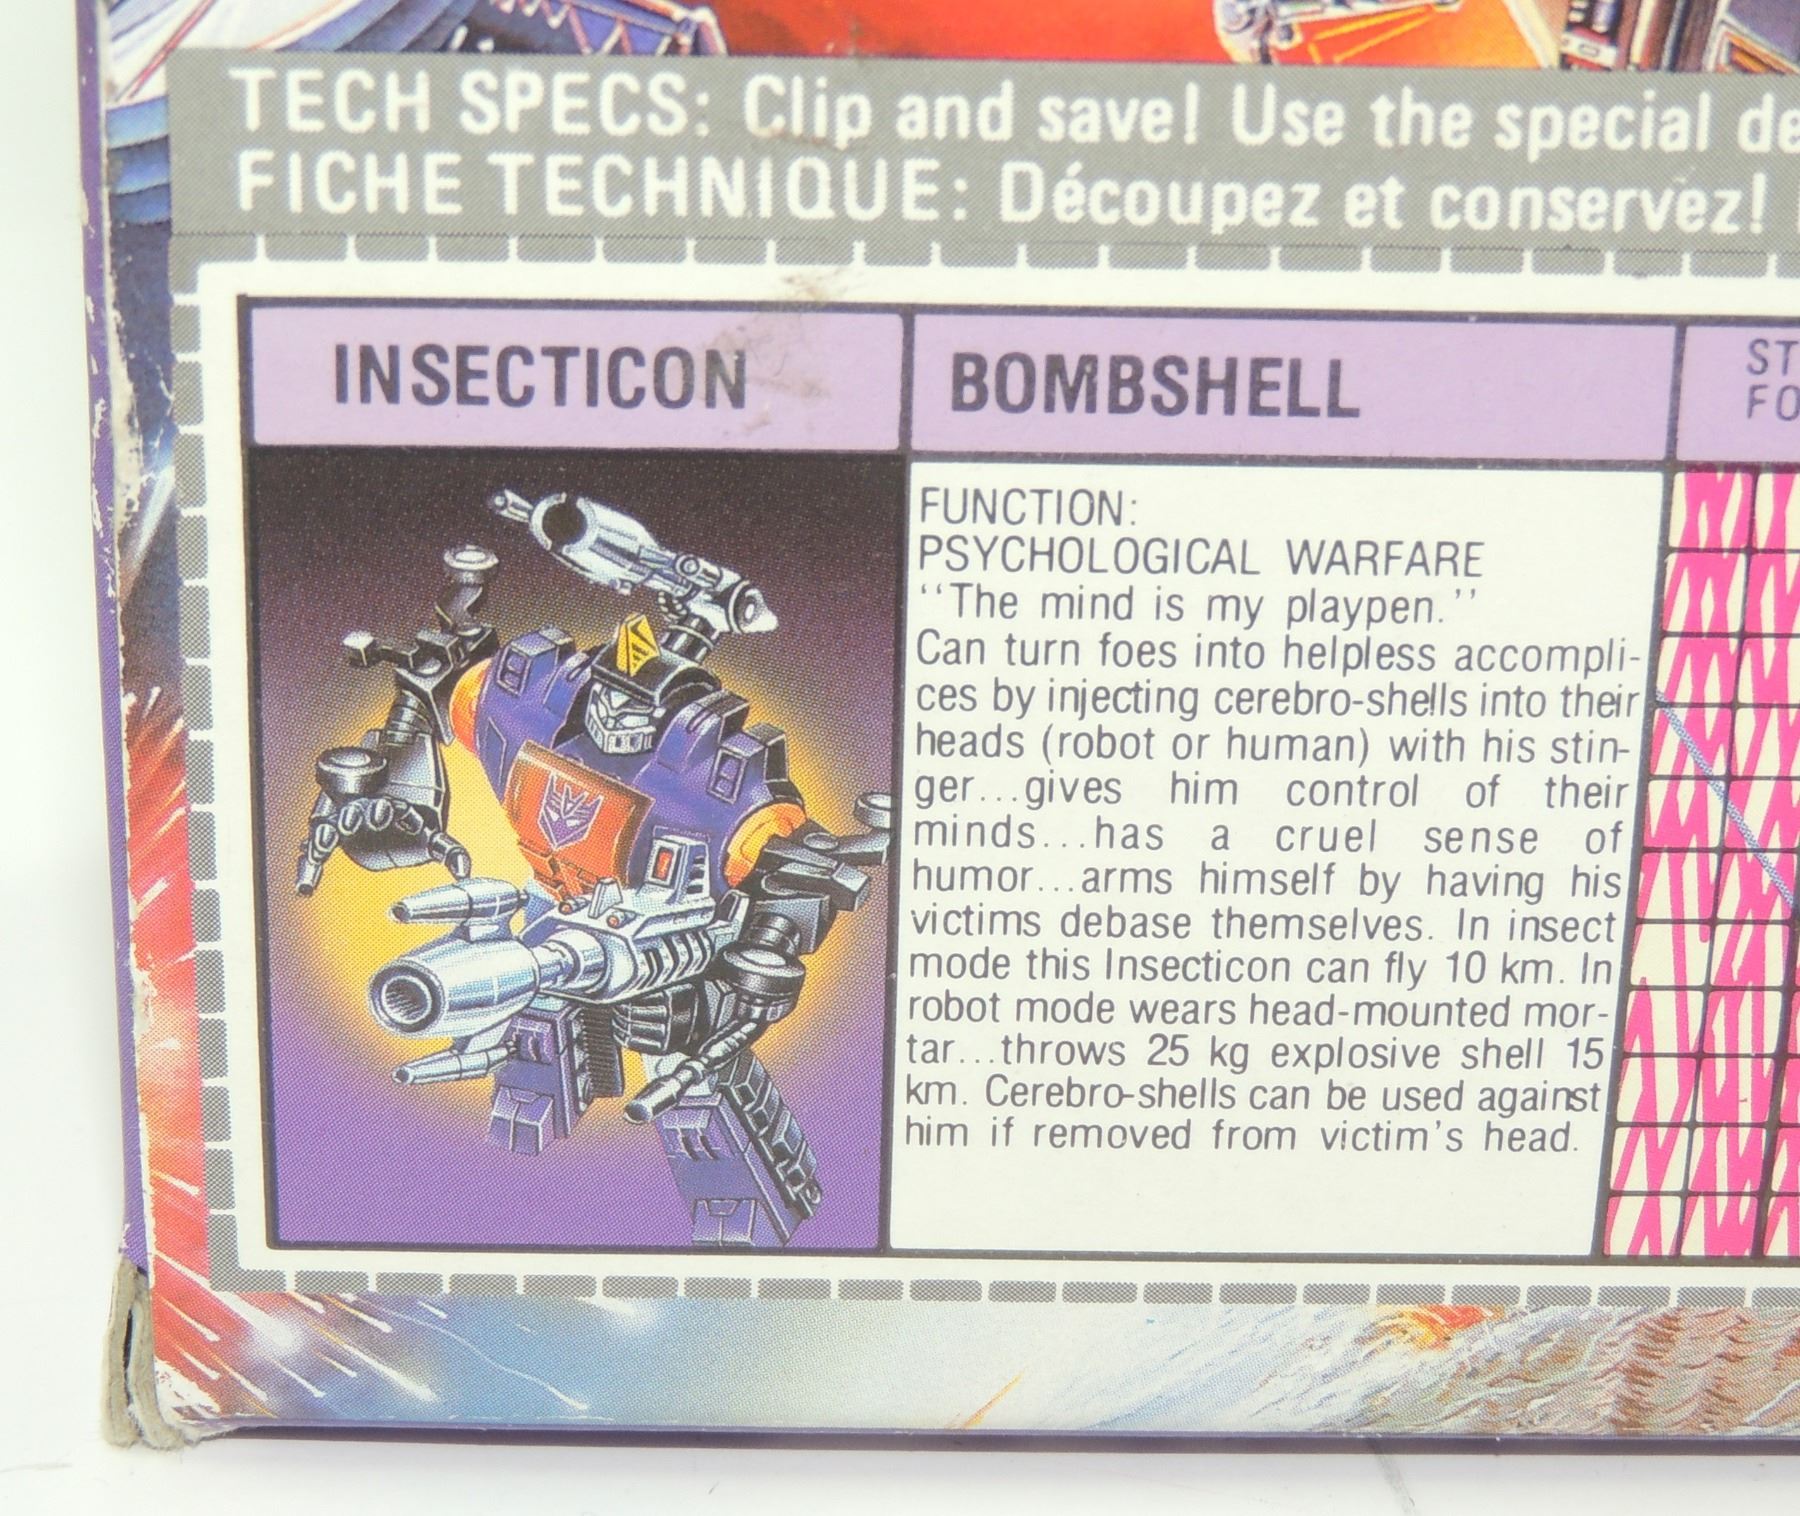 TECH SPECS: Clip and save! Use the special
FICHE TECHNIQUE: Découpez et conservez!
INSECTICON
BOMBSHELL
FUNCTION:
PSYCHOLOGICAL WARFARE
"The mind is my playpen."
Can turn foes into helpless accompli-
ces by injecting cerebro-shells into their
heads (robot or human) with his stin-
ger...gives him control of their
minds...has a cruel sense of
humor...arms himself by having his
victims debase themselves. In insect
mode this Insecticon can fly 10 km. In
robot mode wears head-mounted mor-
tar...throws 25 kg explosive shell 15
km. Cerebro-shells can be used against
him if removed from victim's head.